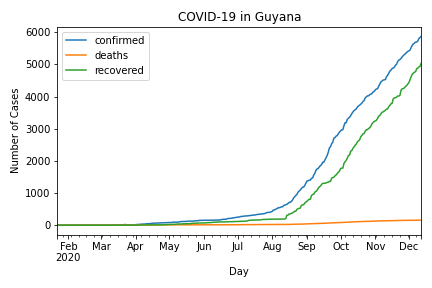 COVID-19 in Guyana
confirmed
deaths
recovered
Number of Cases
6000
5000
4000
3000
2000
1000
0
Feb Mar Apr May Jun Jul Aug Sep Oct Nov Dec
2020
Day